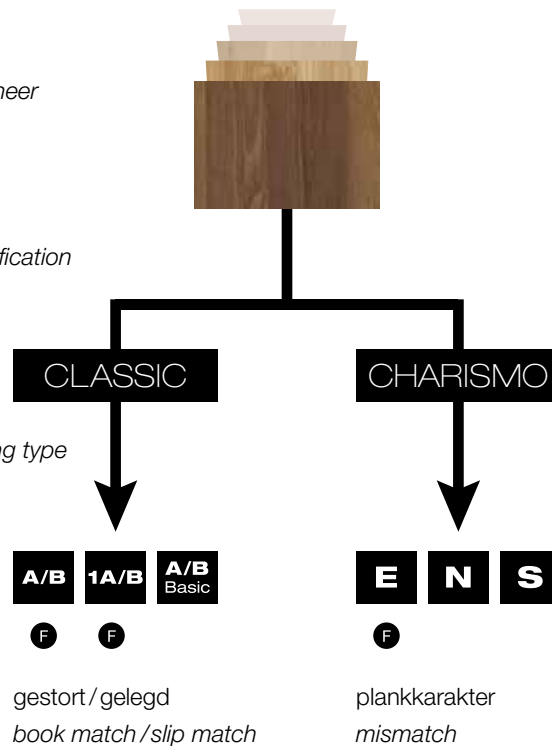 neer
fication
CLASSIC CHARISMO
ng type
A/B 1A/B A/B Basic E N S
F F F
gestort/gelegd plankkarakter
book match/slip match mismatch